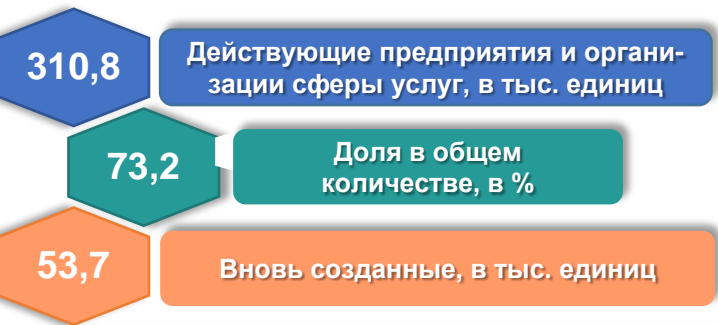 310,8
Действующие предприятия и органи-
зации сферы услуг, в тыс. единиц
73,2
Доля в общем
количестве, в %
53,7
Вновь созданные, в тыс. единиц